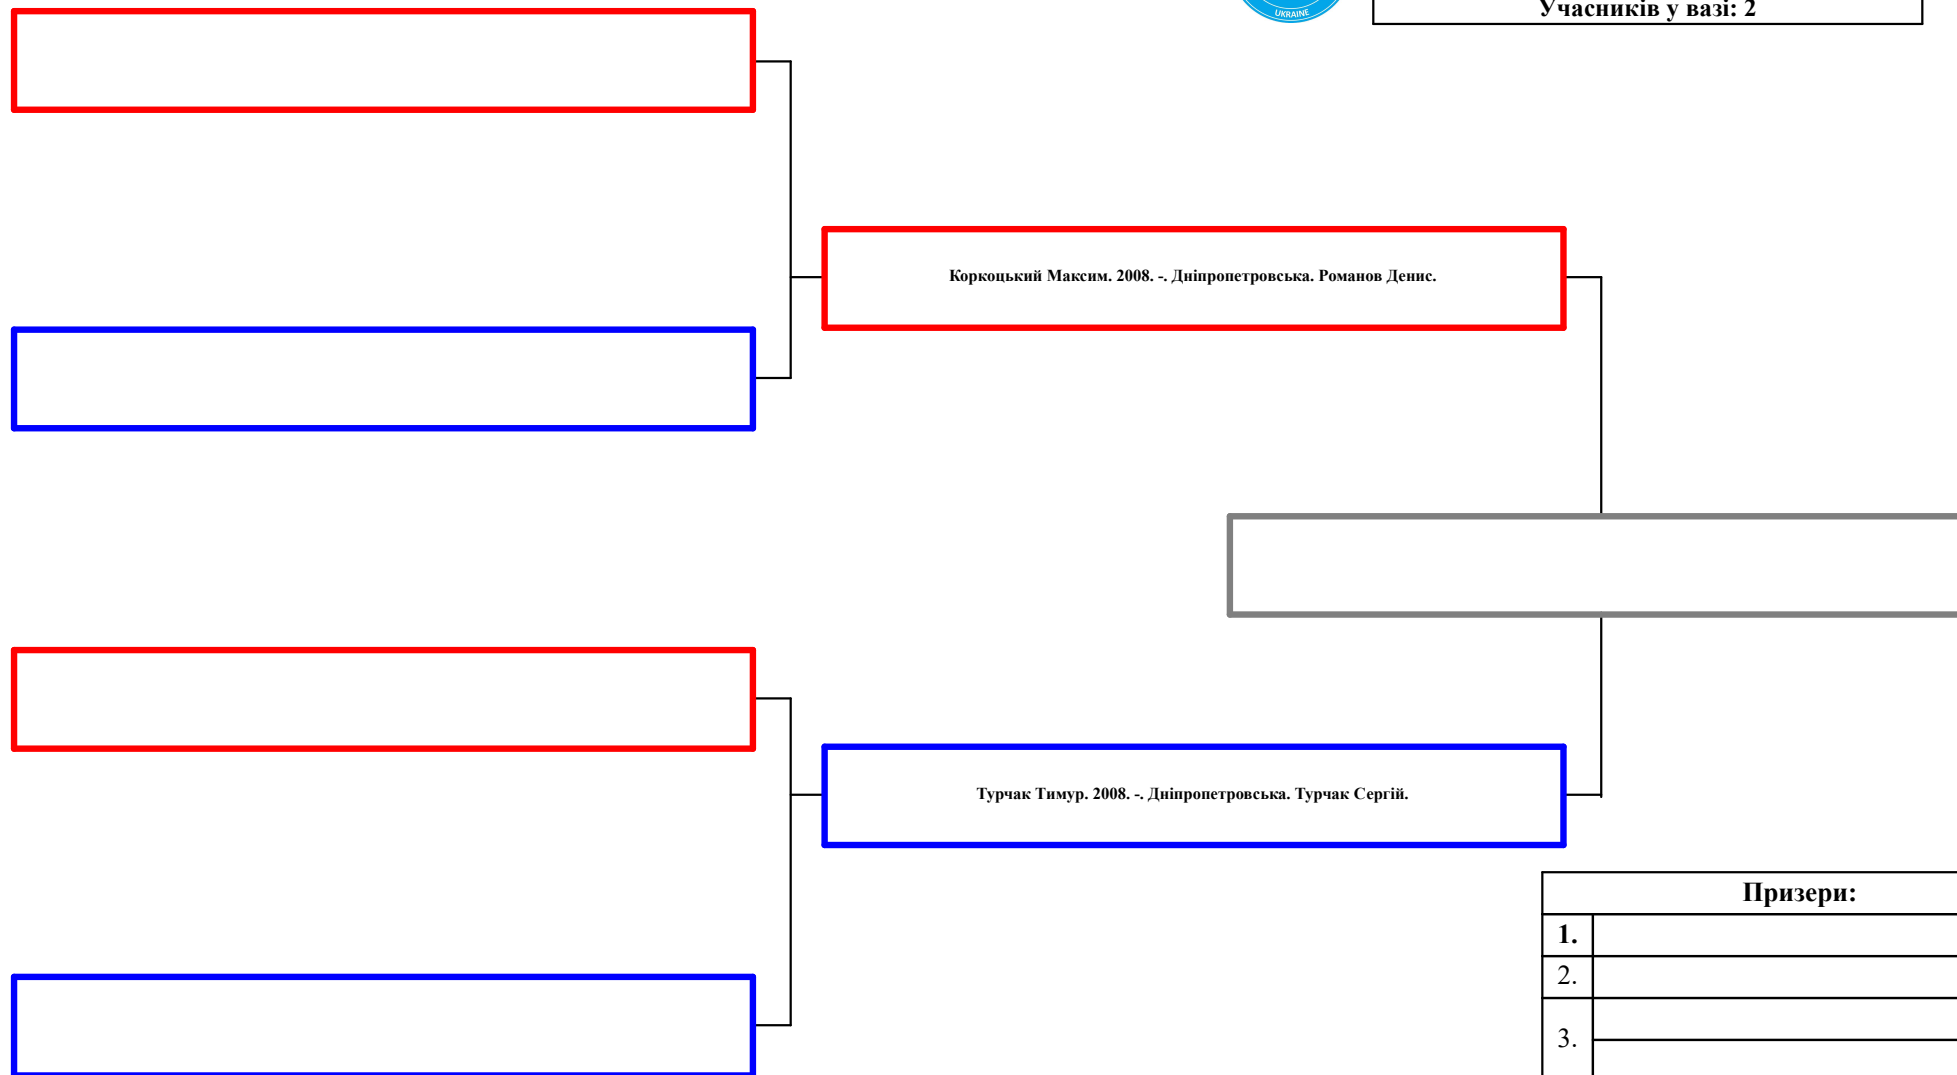 UKRAINE
Учасників у вазі: 2
Коркоцький Максим. 2008. -. Дніпропетровська. Романов Денис.
Турчак Тимур. 2008. -. Дніпропетровська. Турчак Сергій.
Призери:
1.
2.
3.